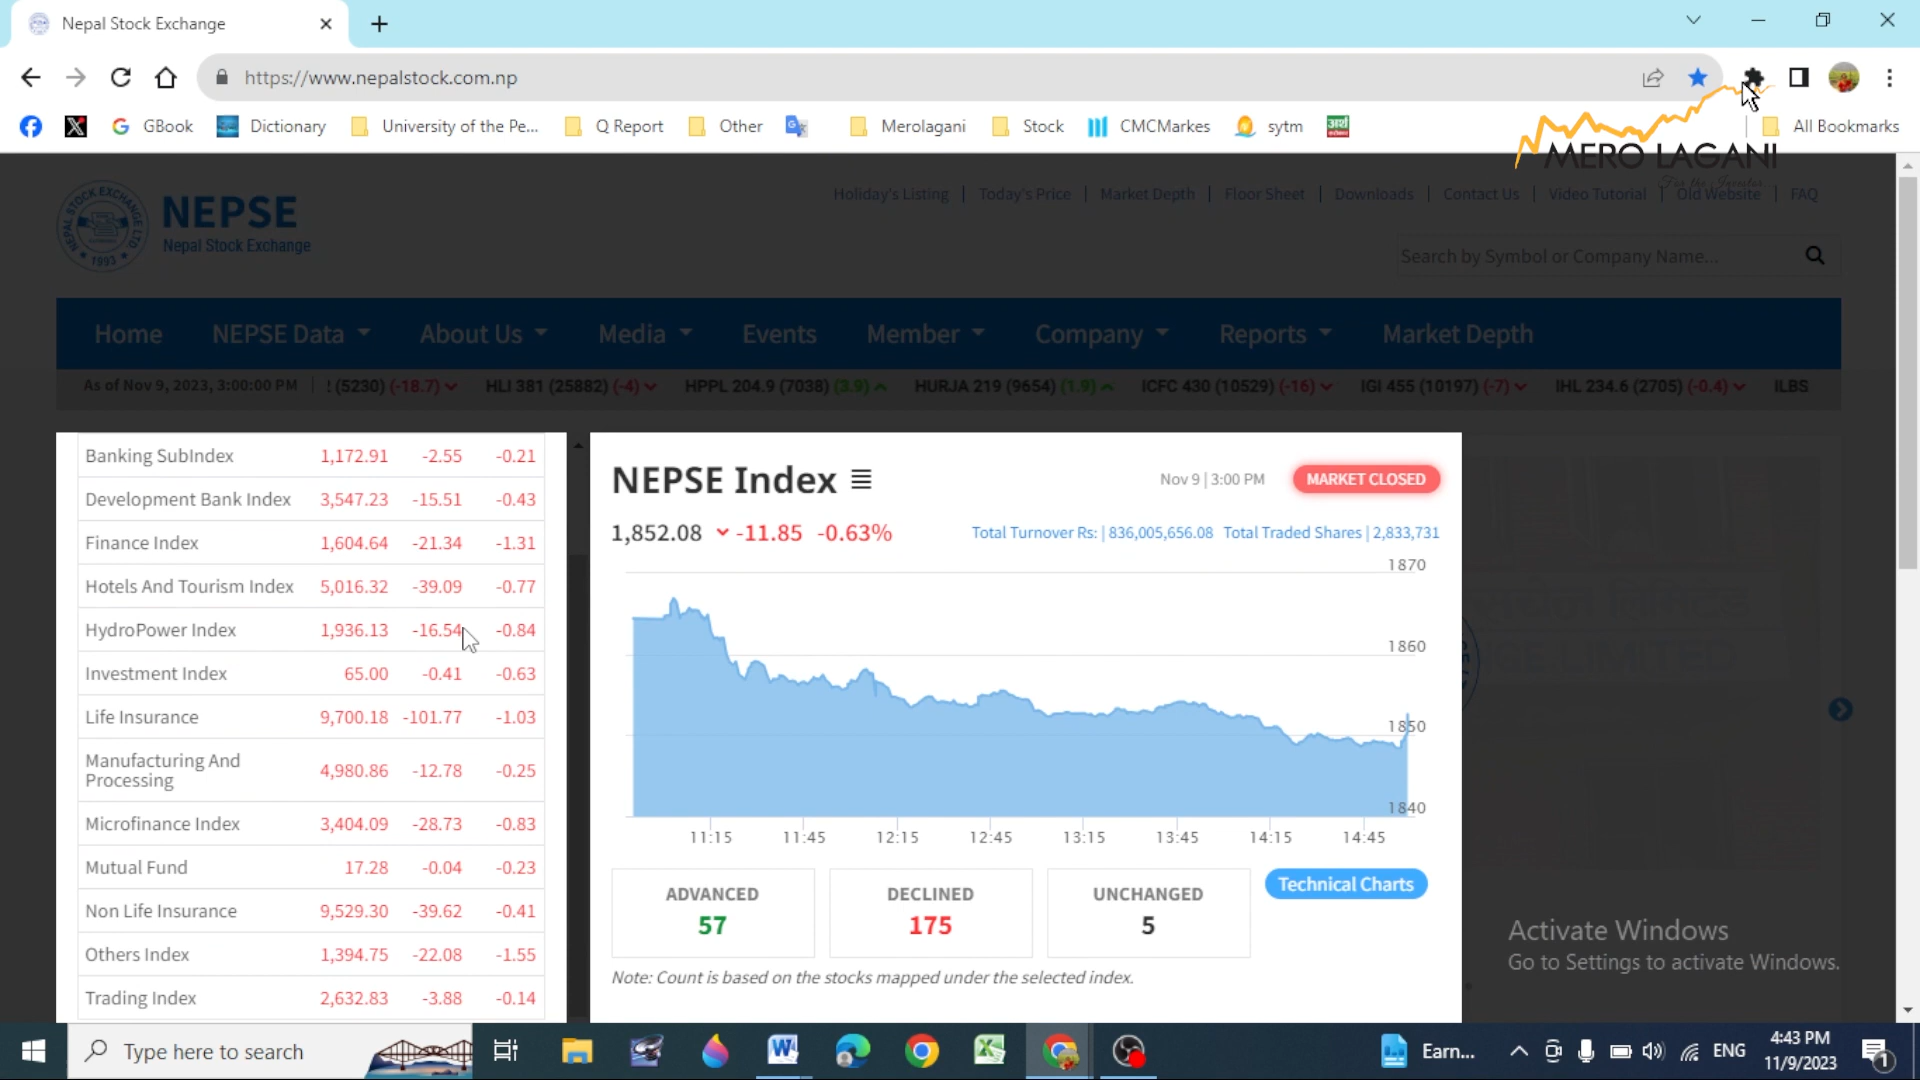 Nepal Stock Exchange
https://www.nepalstock.com.np
GBook Dictionary University of the Pe... Q Report Other Merolagani Stock CMCMarkes sytm All Bookmarks
MERO LAGANI
For the Investor
NEPAL STOCK EXCHANGE LTD.
1993
NEPSE
Nepal Stock Exchange
Holiday's Listing | Today's Price | Market Depth | Floor Sheet | Downloads | Contact Us | Video Tutorial | Old Website | FAQ
Search by Symbol or Company Name...
Home NEPSE Data About Us Media Events Member Company Reports Market Depth
As of Nov 9, 2023, 3:00:00 PM (5230) (-18.7) HLI 381 (25882) (-4) HPPL 204.9 (7038) (3.9) HURJA 219 (9654) (1.9) ICFC 430 (10529) (-16) IGI 455 (10197) (-7) IHL 234.6 (2705) (-0.4) ILBS
Banking SubIndex 1,172.91 -2.55 -0.21
Development Bank Index 3,547.23 -15.51 -0.43
Finance Index 1,604.64 -21.34 -1.31
Hotels And Tourism Index 5,016.32 -39.09 -0.77
HydroPower Index 1,936.13 -16.54 -0.84
Investment Index 65.00 -0.41 -0.63
Life Insurance 9,700.18 -101.77 -1.03
Manufacturing And
Processing 4,980.86 -12.78 -0.25
Microfinance Index 3,404.09 -28.73 -0.83
Mutual Fund 17.28 -0.04 -0.23
Non Life Insurance 9,529.30 -39.62 -0.41
Others Index 1,394.75 -22.08 -1.55
Trading Index 2,632.83 -3.88 -0.14
NEPSE Index Nov 9 | 3:00 PM MARKET CLOSED
1,852.08 -11.85 -0.63% Total Turnover Rs: | 836,005,656.08 Total Traded Shares | 2,833,731
1870
1860
1850
1840
11:15 11:45 12:15 12:45 13:15 13:45 14:15 14:45
ADVANCED DECLINED UNCHANGED Technical Charts
57 175 5
Note: Count is based on the stocks mapped under the selected index.
Activate Windows
Go to Settings to activate Windows.
Type here to search Earn... ENG 4:43 PM
11/9/2023
1